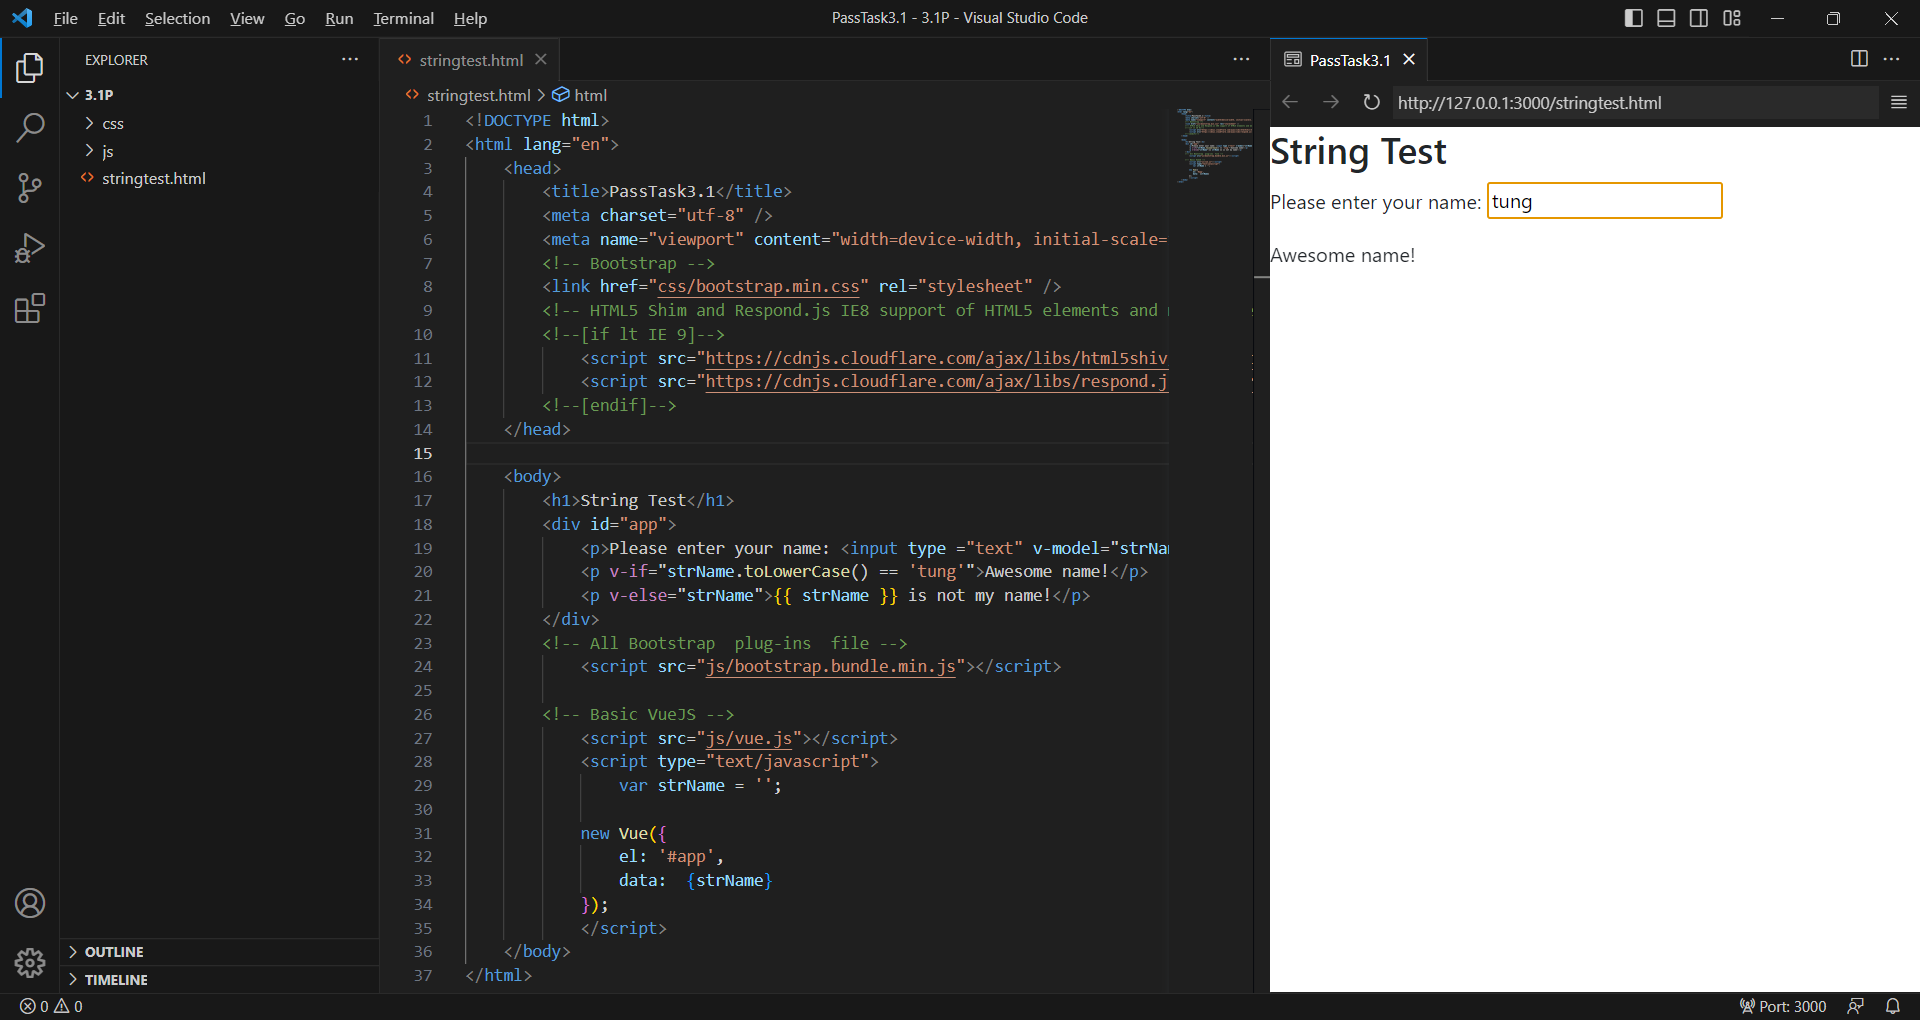 File Edit Selection View Go Run Terminal Help
PassTask3.1 - 3.1P - Visual Studio Code
EXPLORER
3.1P
css
js
stringtest.html
OUTLINE
TIMELINE
stringtest.html
stringtest.html > html
1 <!DOCTYPE html>
2 <html lang="en">
3 <head>
4 <title>PassTask3.1</title>
5 <meta charset="utf-8" />
6 <meta name="viewport" content="width=device-width, initial-scale=
7 <!-- Bootstrap -->
8 <link href="css/bootstrap.min.css" rel="stylesheet" />
9 <!-- HTML5 Shim and Respond.js IE8 support of HTML5 elements and
10 <!--[if lt IE 9]-->
11 <script src="https://cdnjs.cloudflare.com/ajax/libs/html5shiv
12 <script src="https://cdnjs.cloudflare.com/ajax/libs/respond.j
13 <!--[endif]-->
14 </head>
15
16 <body>
17 <h1>String Test</h1>
18 <div id="app">
19 <p>Please enter your name: <input type ="text" v-model="strNa
20 <p v-if="strName.toLowerCase() == 'tung'">Awesome name!</p>
21 <p v-else="strName">{{ strName }} is not my name!</p>
22 </div>
23 <!-- All Bootstrap  plug-ins  file -->
24 <script src="js/bootstrap.bundle.min.js"></script>
25
26 <!-- Basic VueJS -->
27 <script src="js/vue.js"></script>
28 <script type="text/javascript">
29 var strName = '';
30
31 new Vue({
32 el: '#app',
33 data:  {strName}
34 });
35 </script>
36 </body>
37 </html>
PassTask3.1
http://127.0.0.1:3000/stringtest.html
String Test
Please enter your name: tung
Awesome name!
0 0
Port: 3000